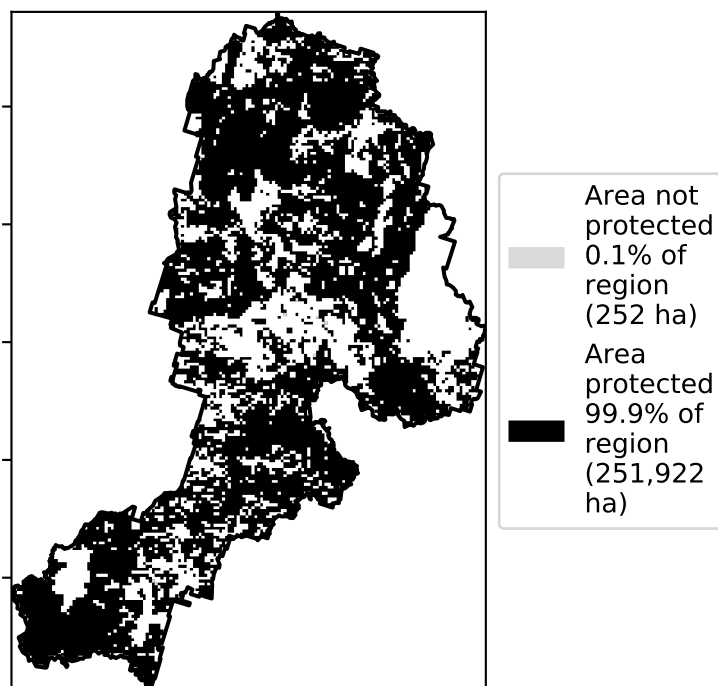 Area not
protected
0.1% of
region
(252 ha)
Area
protected
99.9% of
region
(251,922
ha)